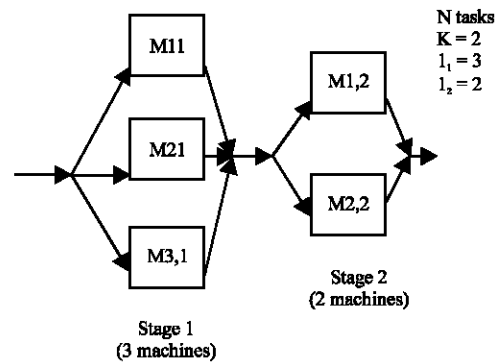 N tasks
K = 2
1₁ = 3
1₂ = 2
M11
M1,2
M21
M2,2
M3,1
Stage 1
(3 machines)
Stage 2
(2 machines)